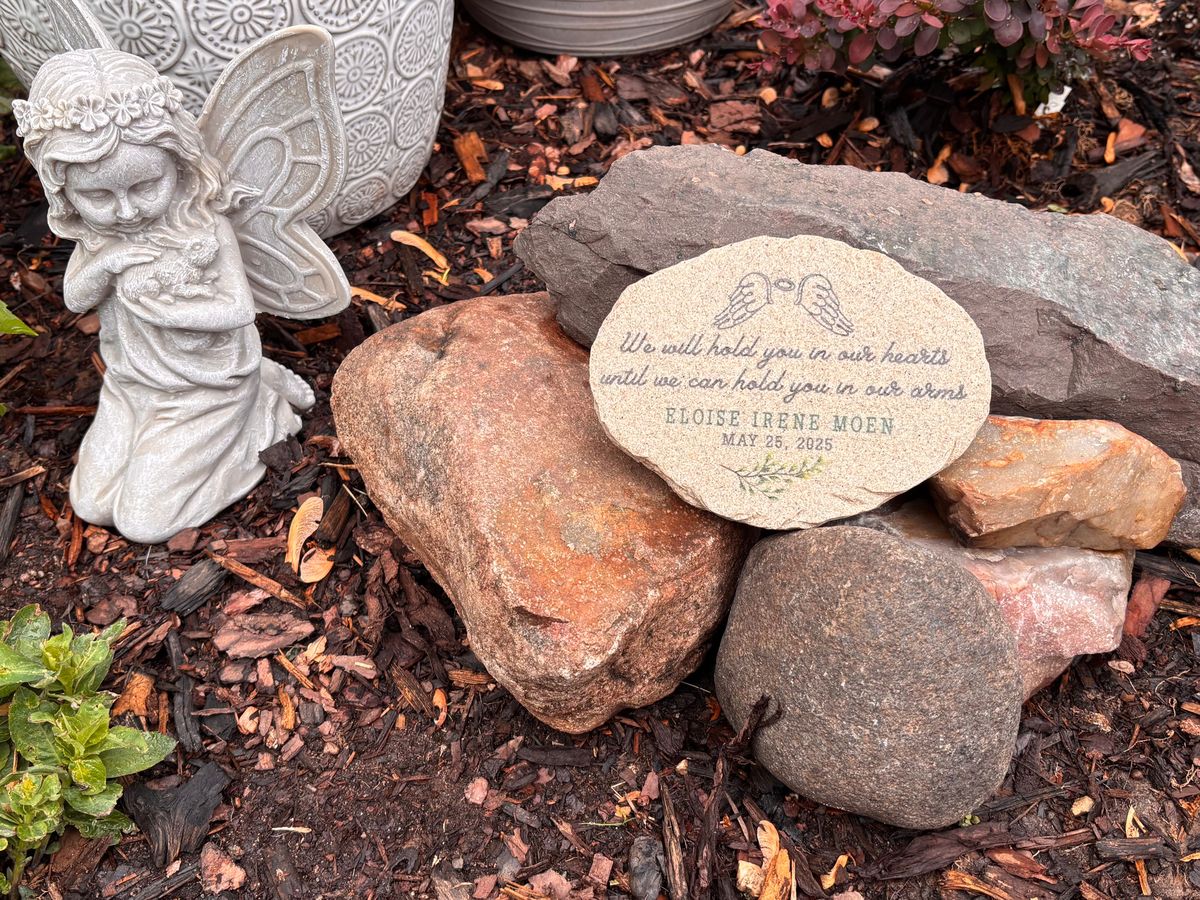 We will hold you in our hearts
until we can hold you in our arms
ELOISE IRENE MOEN
MAY 25, 2025